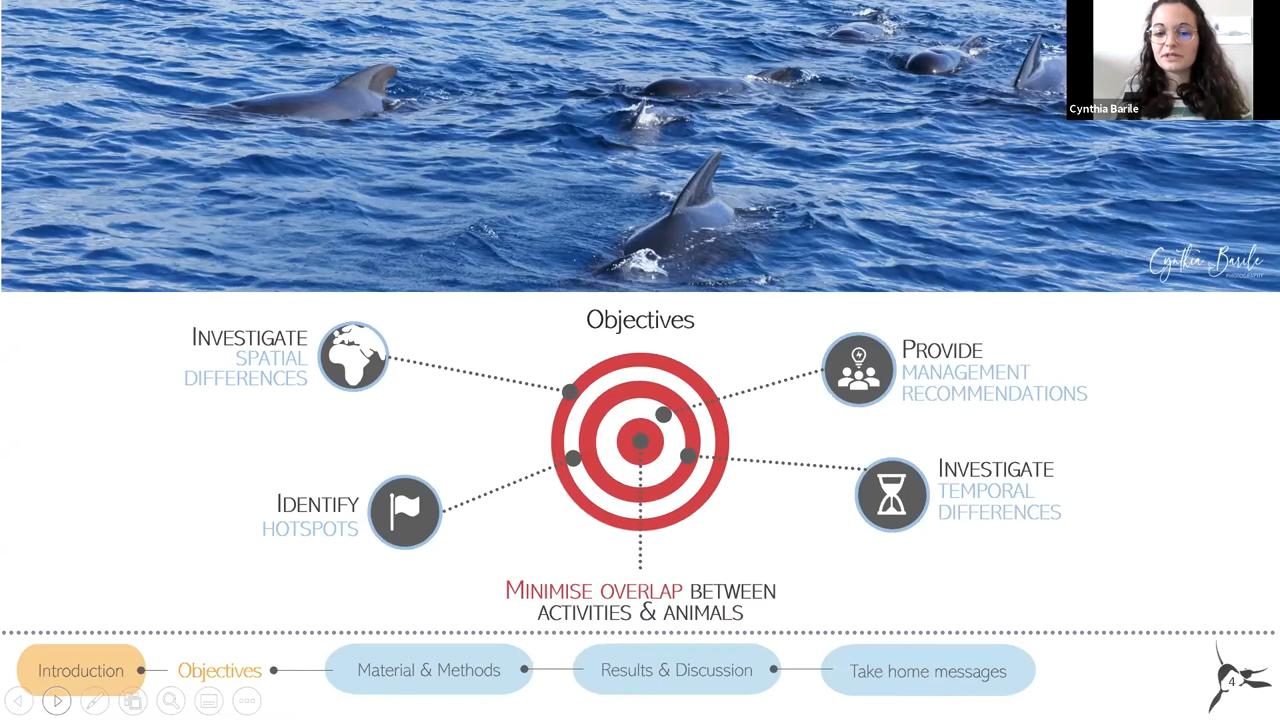 Cynthia Barile
Cynthia Barile
PHOTOGRAPHY
Objectives
INVESTIGATE
SPATIAL
DIFFERENCES
PROVIDE
MANAGEMENT
RECOMMENDATIONS
IDENTIFY
HOTSPOTS
INVESTIGATE
TEMPORAL
DIFFERENCES
MINIMISE OVERLAP BETWEEN
ACTIVITIES & ANIMALS
Introduction
Objectives
Material & Methods
Results & Discussion
Take home messages
4